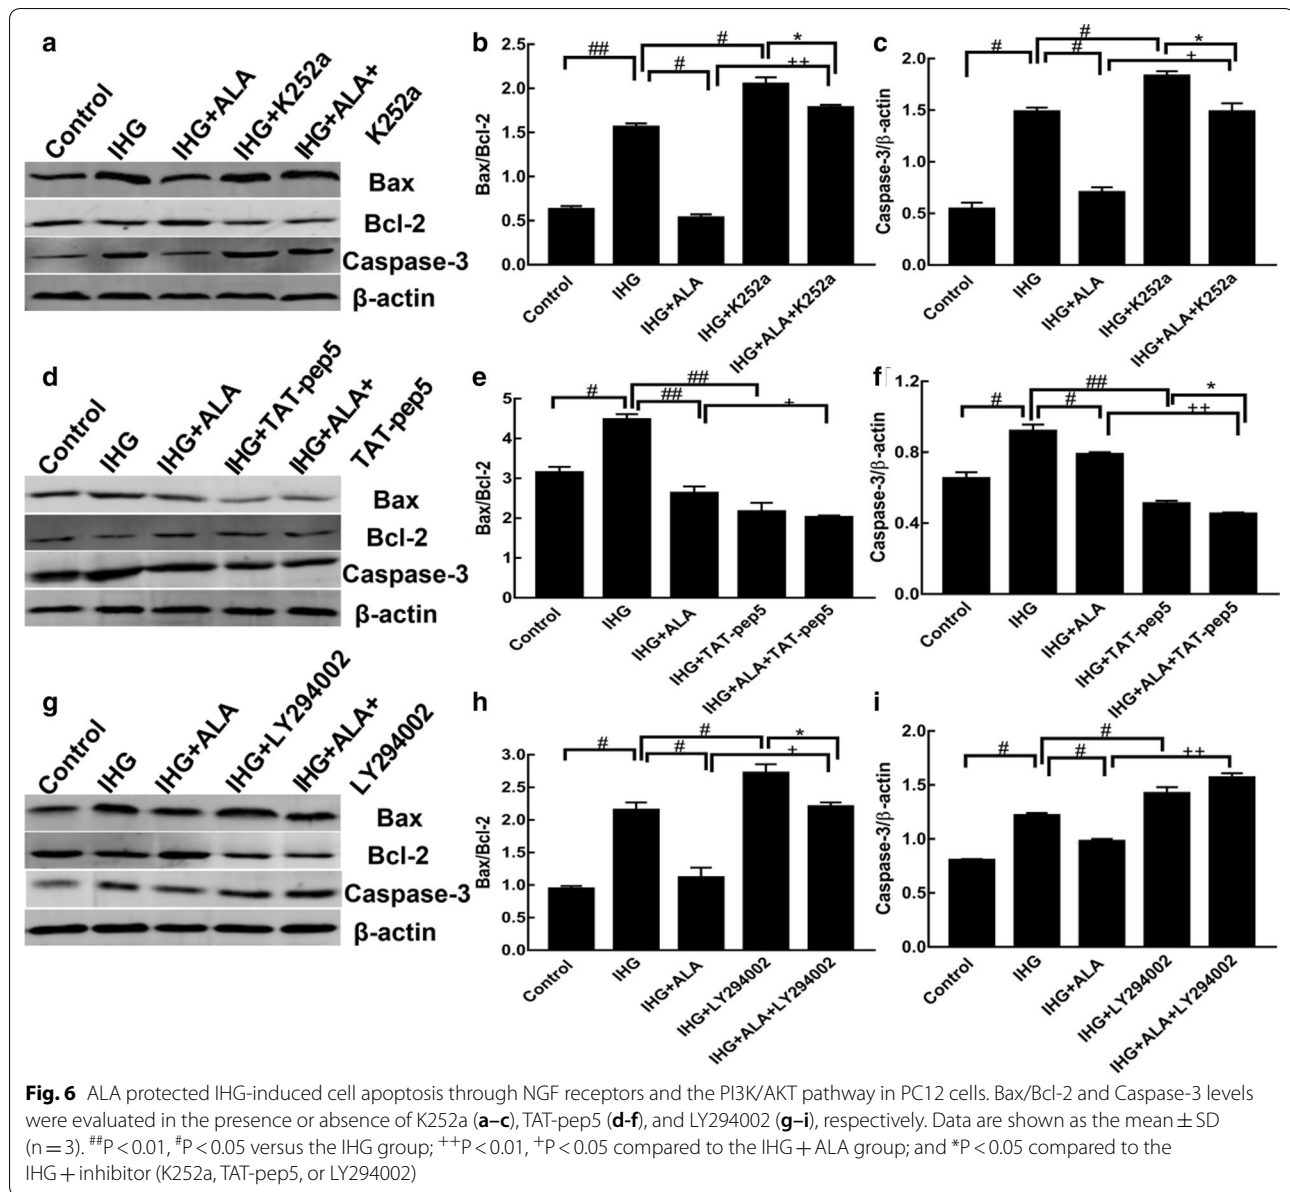 a
Control
IHG
IHG+ALA
IHG+K252a
IHG+ALA+
K252a
Bax
Bcl-2
Caspase-3
β-actin
b
Bax/Bcl-2
2.5
2.0
1.5
1.0
0.5
0.0
##
#
#
*
++
Control
IHG
IHG+ALA
IHG+K252a
IHG+ALA+K252a
c
Caspase-3/β-actin
2.0
1.5
1.0
0.5
0.0
#
#
#
*
+
Control
IHG
IHG+ALA
IHG+K252a
IHG+ALA+K252a
d
Control
IHG
IHG+ALA
IHG+TAT-pep5
IHG+ALA+
TAT-pep5
Bax
Bcl-2
Caspase-3
β-actin
e
Bax/Bcl-2
5
4
3
2
1
0
#
##
##
+
Control
IHG
IHG+ALA
IHG+TAT-pep5
IHG+ALA+TAT-pep5
f
Caspase-3/β-actin
1.2
0.8
0.4
0.0
#
##
#
*
++
Control
IHG
IHG+ALA
IHG+TAT-pep5
IHG+ALA+TAT-pep5
g
Control
IHG
IHG+ALA
IHG+LY294002
IHG+ALA+
LY294002
Bax
Bcl-2
Caspase-3
β-actin
h
Bax/Bcl-2
3.0
2.5
2.0
1.5
1.0
0.5
0.0
#
#
#
*
+
Control
IHG
IHG+ALA
IHG+LY294002
IHG+ALA+LY294002
i
Caspase-3/β-actin
2.0
1.5
1.0
0.5
0.0
#
#
#
++
Control
IHG
IHG+ALA
IHG+LY294002
IHG+ALA+LY294002
Fig. 6 ALA protected IHG-induced cell apoptosis through NGF receptors and the PI3K/AKT pathway in PC12 cells. Bax/Bcl-2 and Caspase-3 levels
were evaluated in the presence or absence of K252a (a–c), TAT-pep5 (d-f), and LY294002 (g–i), respectively. Data are shown as the mean ± SD
(n = 3). ##P < 0.01, #P < 0.05 versus the IHG group; ++P < 0.01, +P < 0.05 compared to the IHG + ALA group; and *P < 0.05 compared to the
IHG + inhibitor (K252a, TAT-pep5, or LY294002)